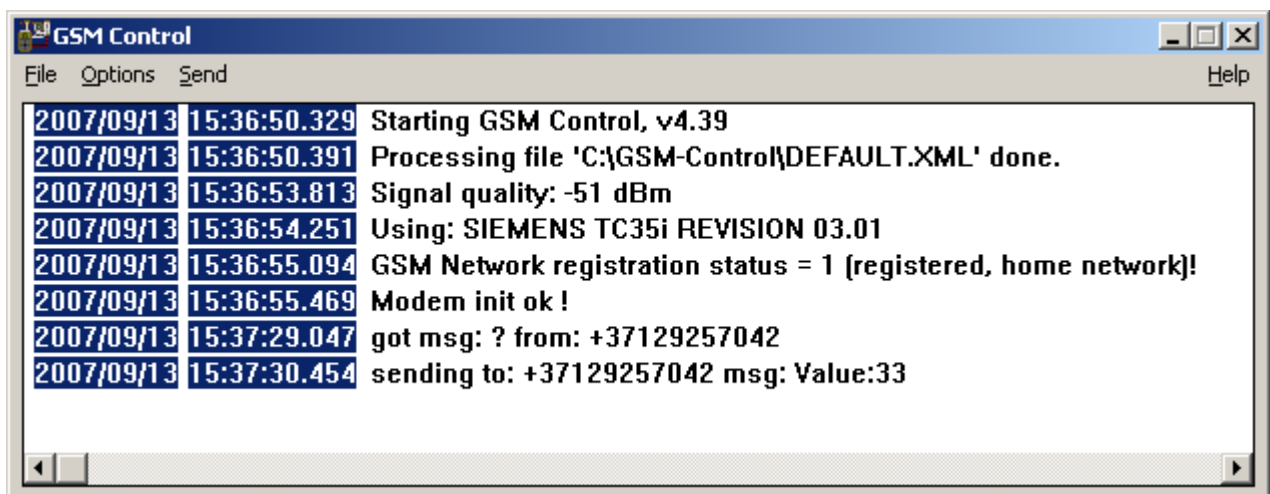 GSM Control
File Options Send Help
2007/09/13 15:36:50.329 Starting GSM Control, v4.39
2007/09/13 15:36:50.391 Processing file 'C:\GSM-Control\DEFAULT.XML' done.
2007/09/13 15:36:53.813 Signal quality: -51 dBm
2007/09/13 15:36:54.251 Using: SIEMENS TC35i REVISION 03.01
2007/09/13 15:36:55.094 GSM Network registration status = 1 (registered, home network)!
2007/09/13 15:36:55.469 Modem init ok !
2007/09/13 15:37:29.047 got msg: ? from: +37129257042
2007/09/13 15:37:30.454 sending to: +37129257042 msg: Value:33